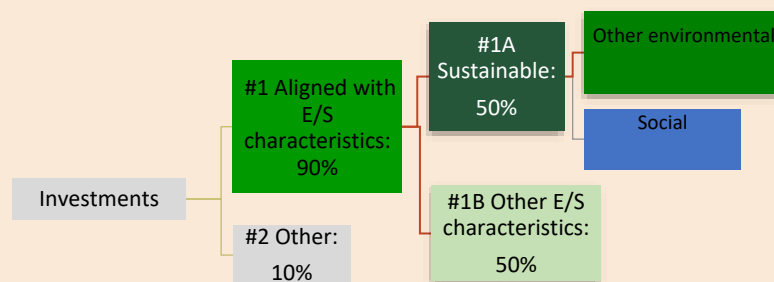 Investments
#1 Aligned with
E/S
characteristics:
90%
#2 Other:
10%
#1A
Sustainable:
50%
#1B Other E/S
characteristics:
50%
Other environmental
Social